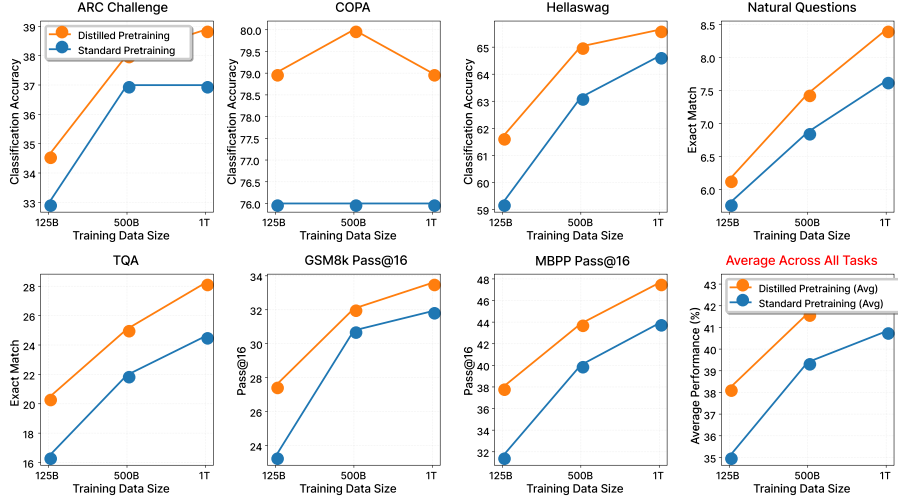 ARC Challenge
Classification Accuracy
39
38
37
36
35
34
33
Distilled Pretraining
Standard Pretraining
125B 500B 1T
Training Data Size
COPA
Classification Accuracy
80.0
79.5
79.0
78.5
78.0
77.5
77.0
76.5
76.0
125B 500B 1T
Training Data Size
Hellaswag
Classification Accuracy
65
64
63
62
61
60
59
125B 500B 1T
Training Data Size
Natural Questions
Exact Match
8.5
8.0
7.5
7.0
6.5
6.0
125B 500B 1T
Training Data Size
TQA
Exact Match
28
26
24
22
20
18
16
125B 500B 1T
Training Data Size
GSM8k Pass@16
Pass@16
34
32
30
28
26
24
125B 500B 1T
Training Data Size
MBPP Pass@16
Pass@16
48
46
44
42
40
38
36
34
32
125B 500B 1T
Training Data Size
Average Across All Tasks
Average Performance (%)
43
42
41
40
39
38
37
36
35
Distilled Pretraining (Avg)
Standard Pretraining (Avg)
125B 500B 1T
Training Data Size